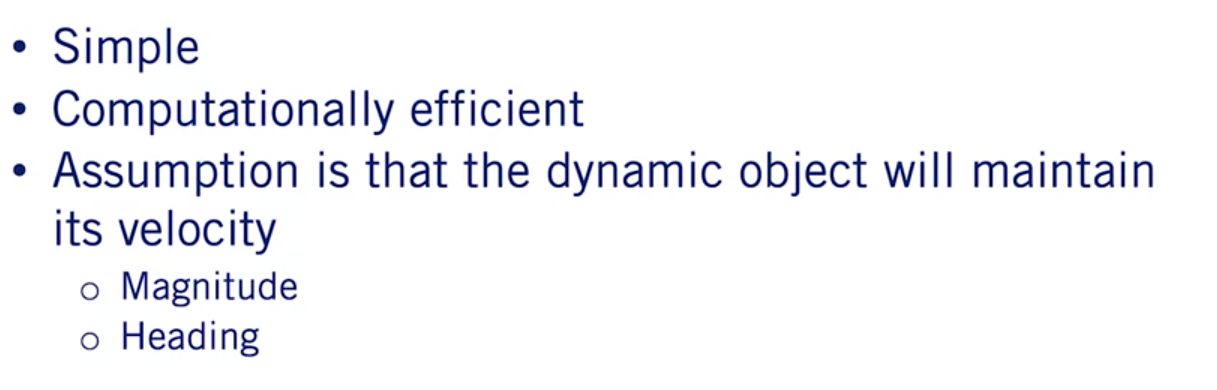 • Simple
• Computationally efficient
• Assumption is that the dynamic object will maintain
its velocity
o Magnitude
o Heading